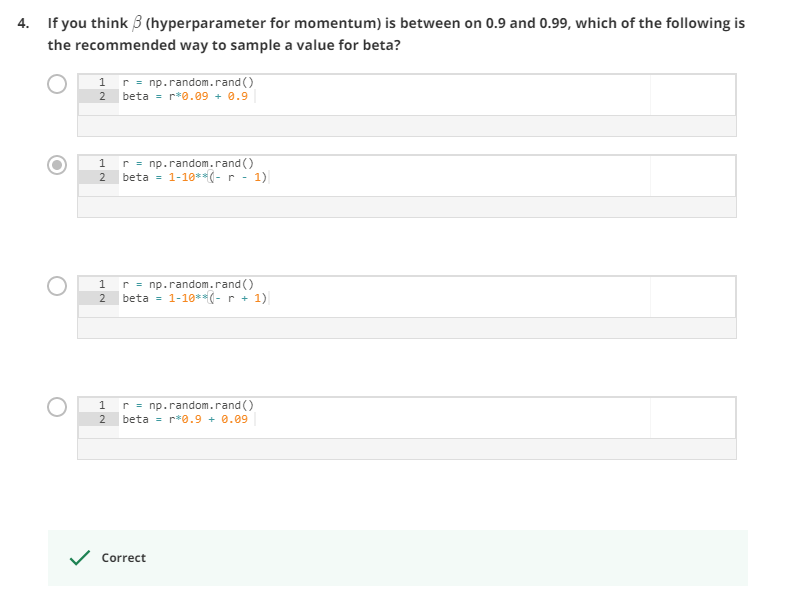 4. If you think β (hyperparameter for momentum) is between on 0.9 and 0.99, which of the following is
the recommended way to sample a value for beta?
1 r = np.random.rand()
2 beta = r*0.09 + 0.9
1 r = np.random.rand()
2 beta = 1-10**(- r - 1)
1 r = np.random.rand()
2 beta = 1-10**(- r + 1)
1 r = np.random.rand()
2 beta = r*0.9 + 0.09
Correct